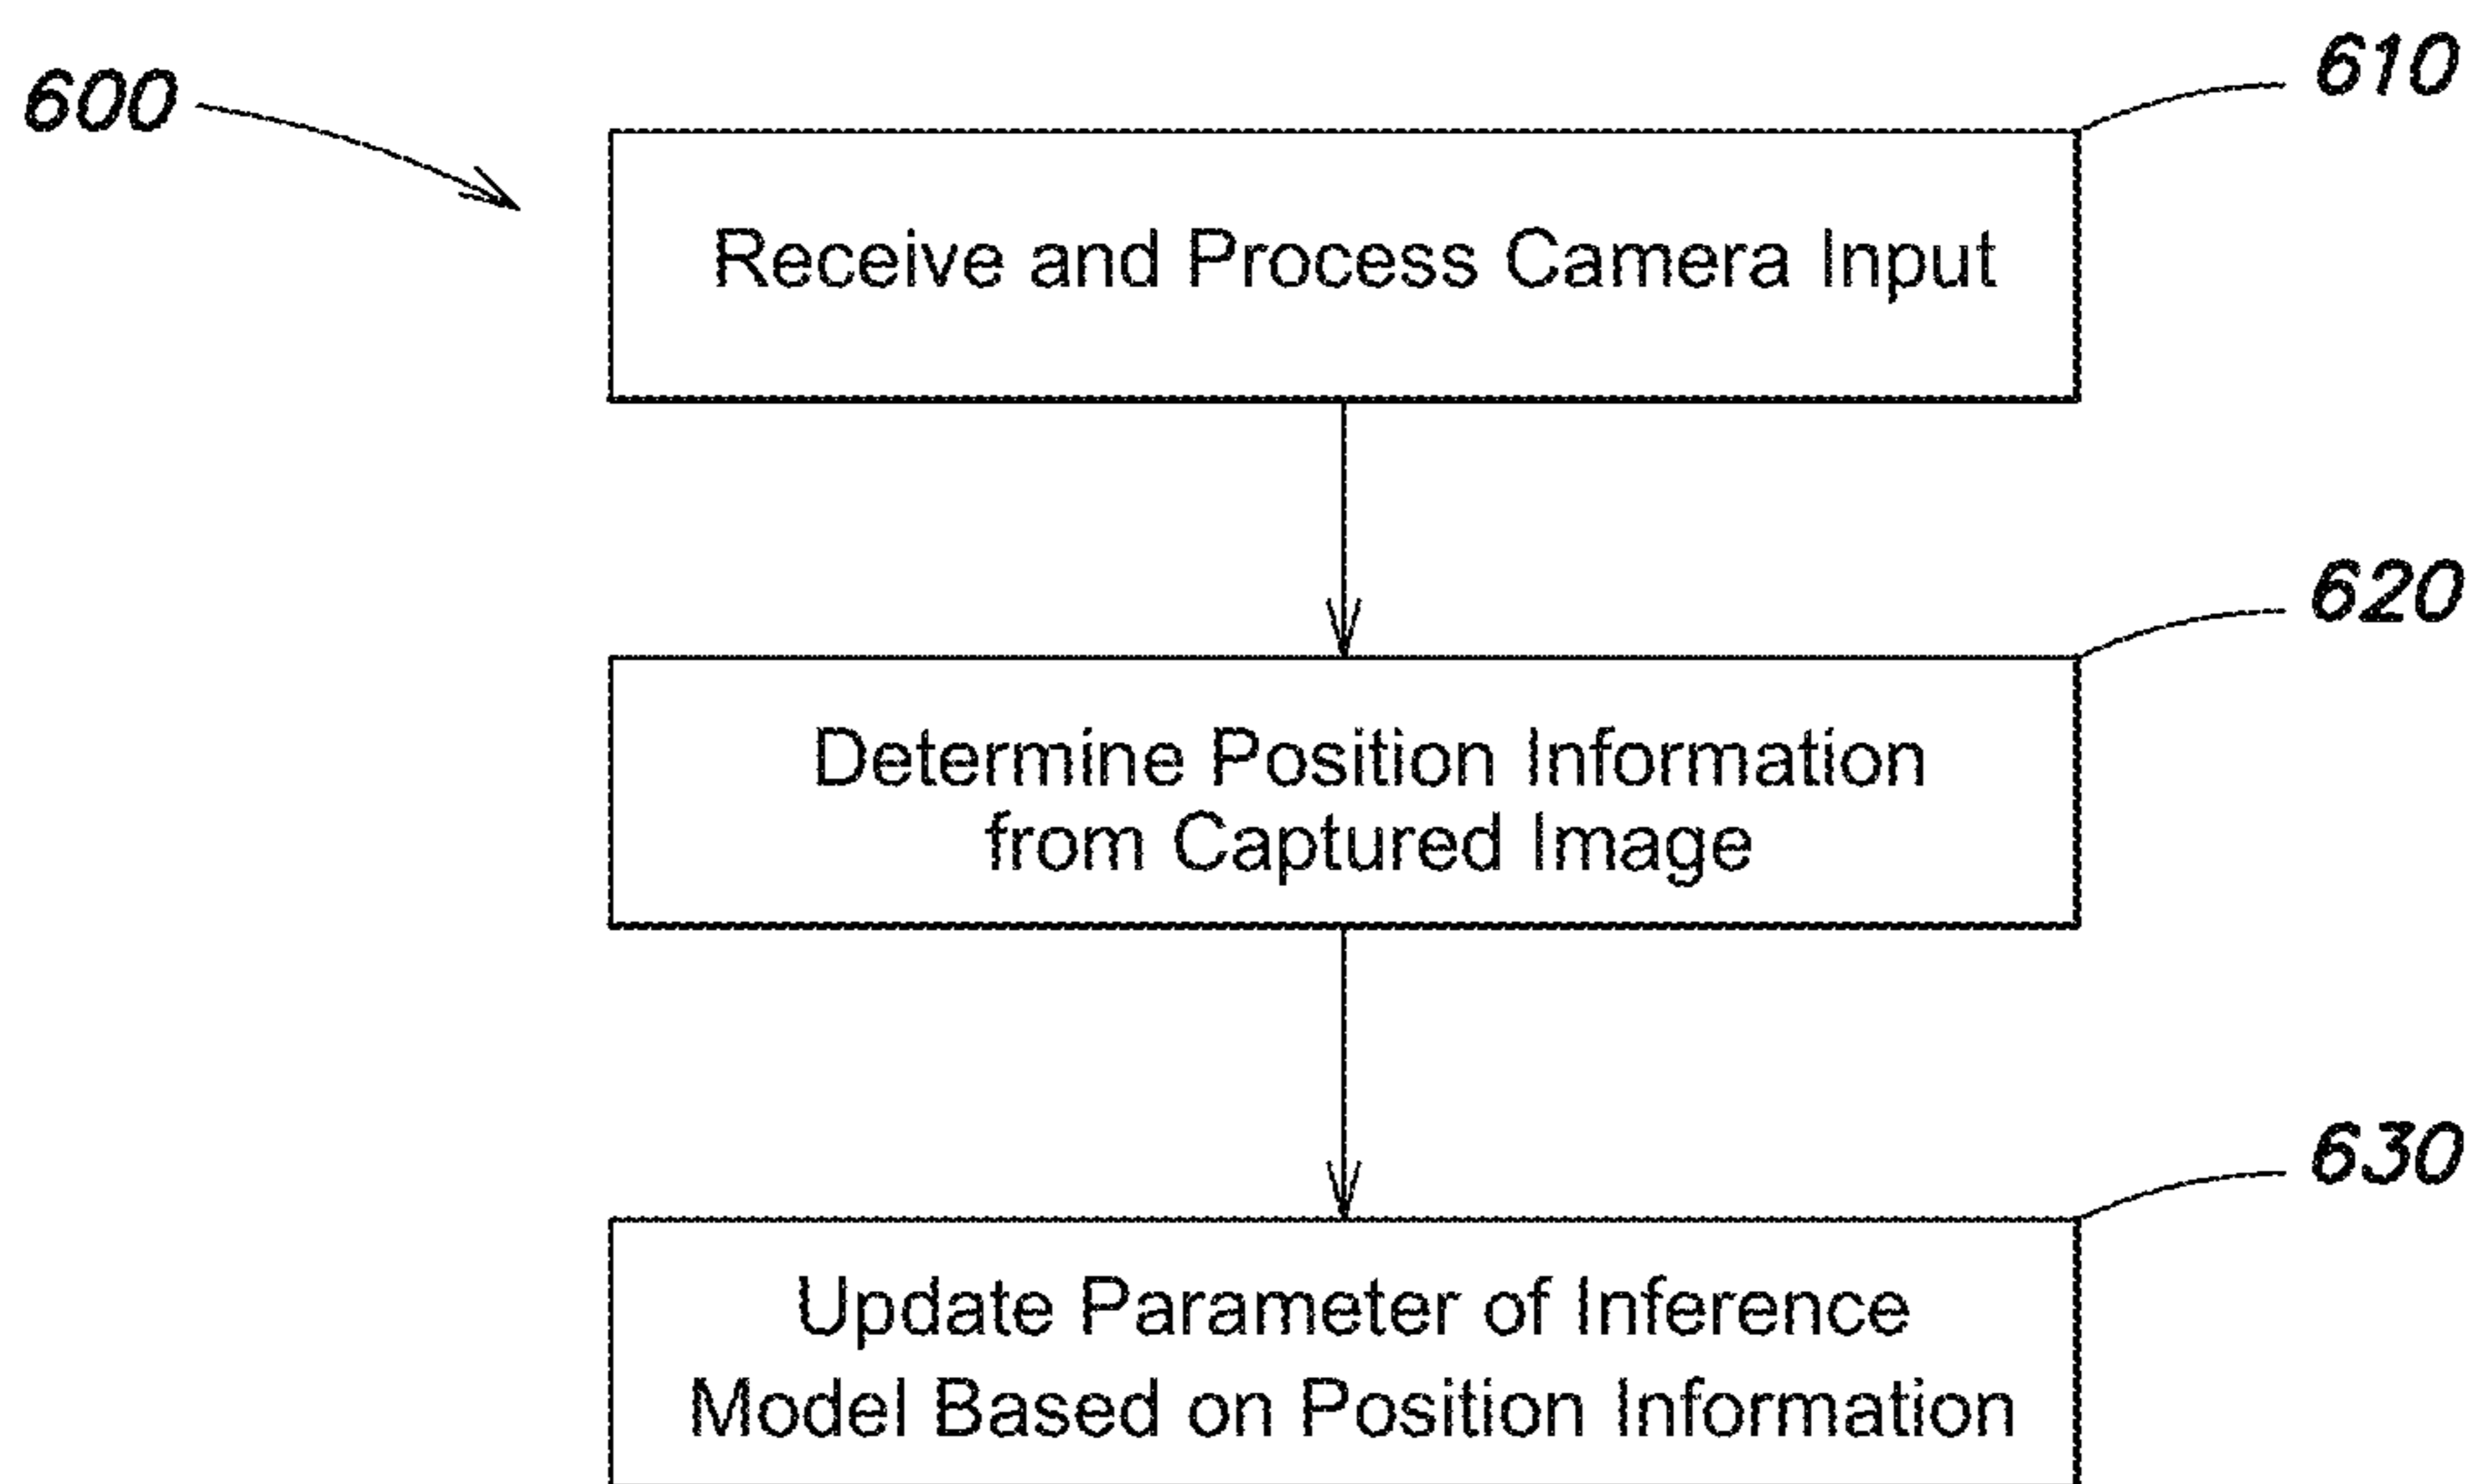 600
610
Receive and Process Camera Input
620
Determine Position Information
from Captured Image
630
Update Parameter of Inference
Model Based on Position Information